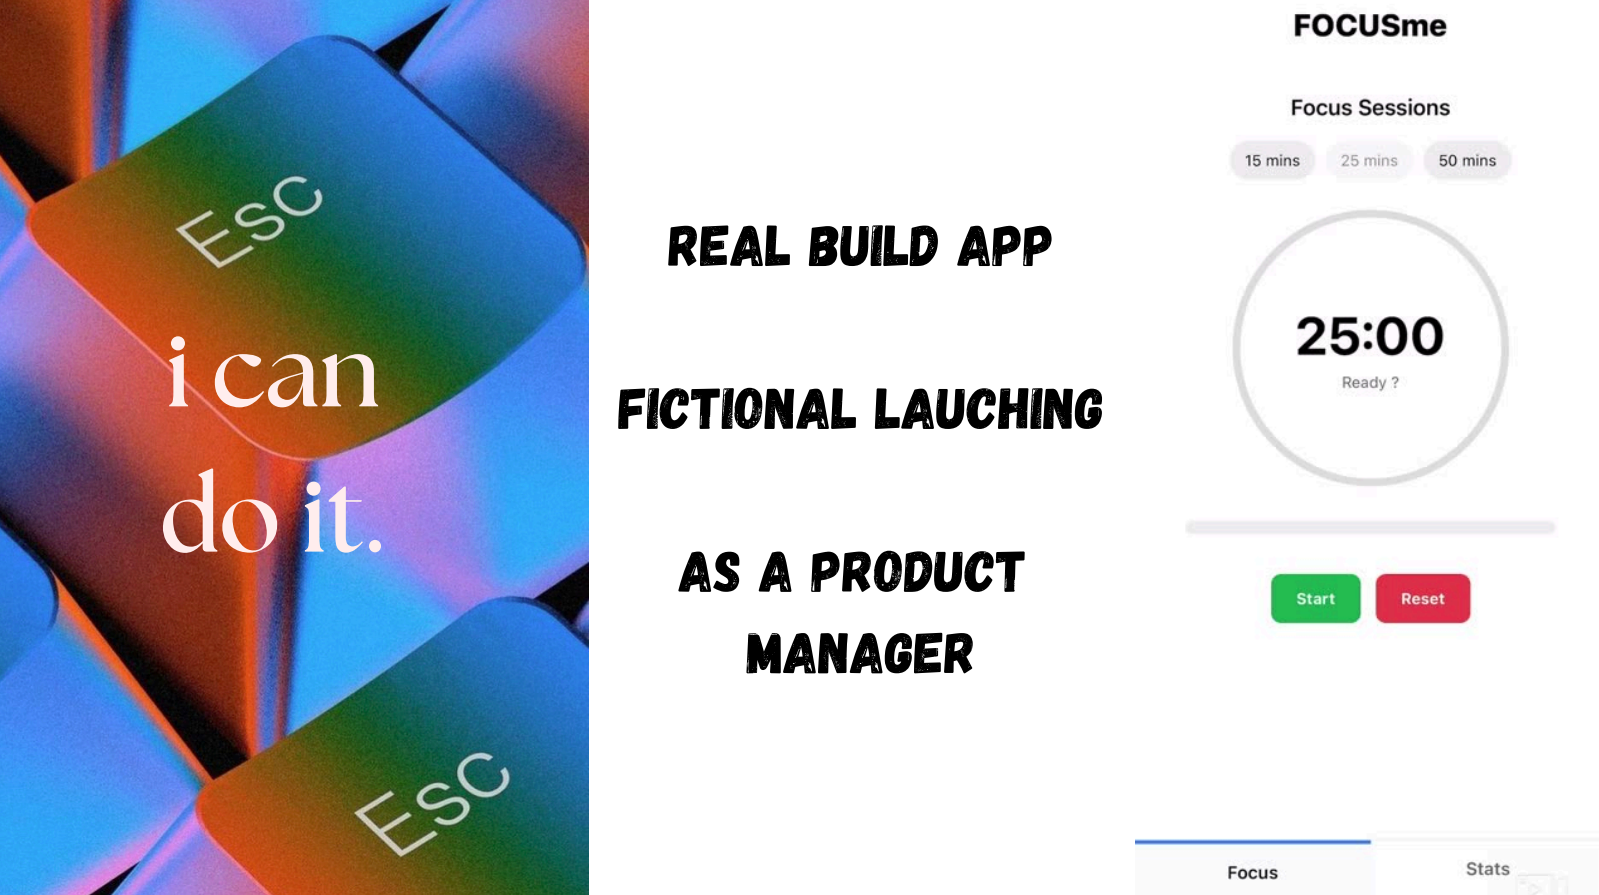 Esc
i can
do it.
Esc
REAL BUILD APP
FICTIONAL LAUCHING
AS A PRODUCT
MANAGER
FOCUSme
Focus Sessions
15 mins 25 mins 50 mins
25:00
Ready ?
Start Reset
Focus Stats